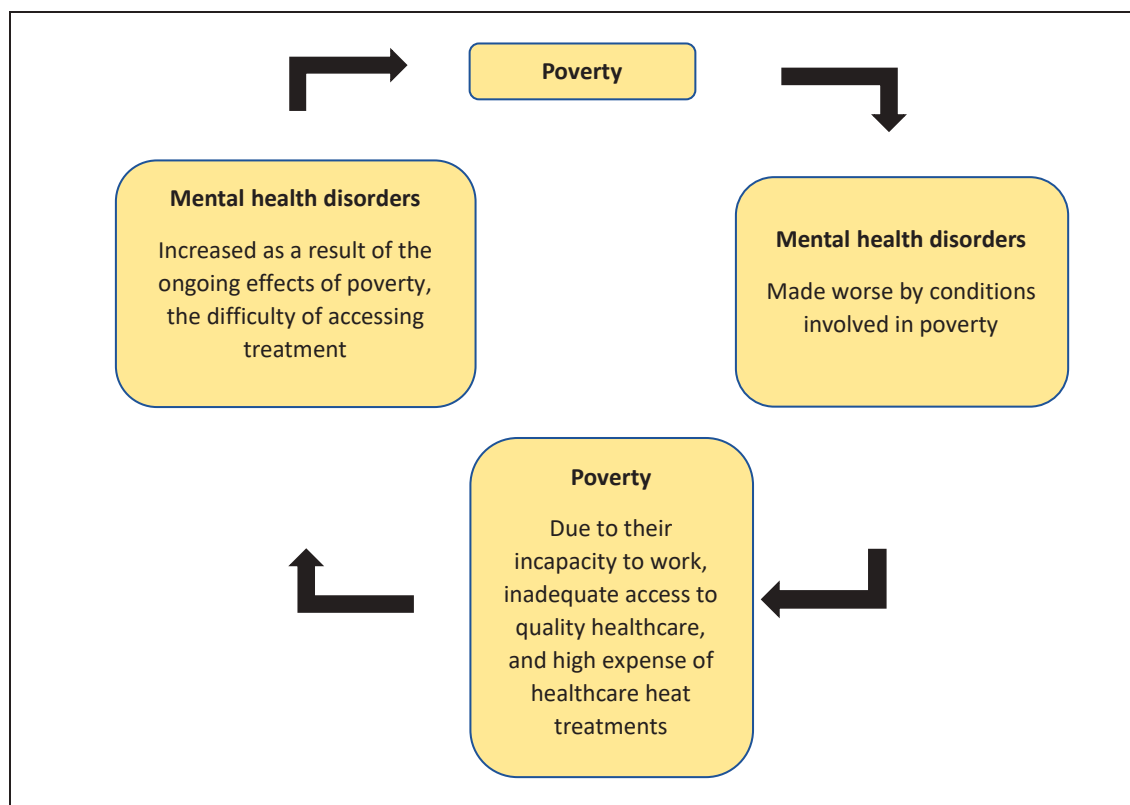 Poverty
Mental health disorders
Increased as a result of the
ongoing effects of poverty,
the difficulty of accessing
treatment
Mental health disorders
Made worse by conditions
involved in poverty
Poverty
Due to their
incapacity to work,
inadequate access to
quality healthcare,
and high expense of
healthcare heat
treatments